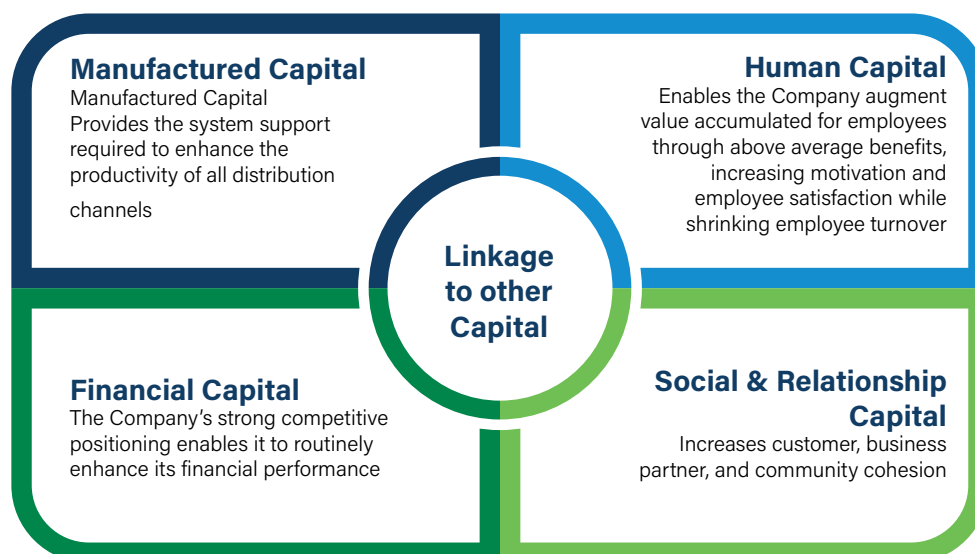 Manufactured Capital
Manufactured Capital
Provides the system support
required to enhance the
productivity of all distribution
channels
Human Capital
Enables the Company augment
value accumulated for employees
through above average benefits,
increasing motivation and
employee satisfaction while
shrinking employee turnover
Linkage
to other
Capital
Financial Capital
The Company’s strong competitive
positioning enables it to routinely
enhance its financial performance
Social & Relationship
Capital
Increases customer, business
partner, and community cohesion